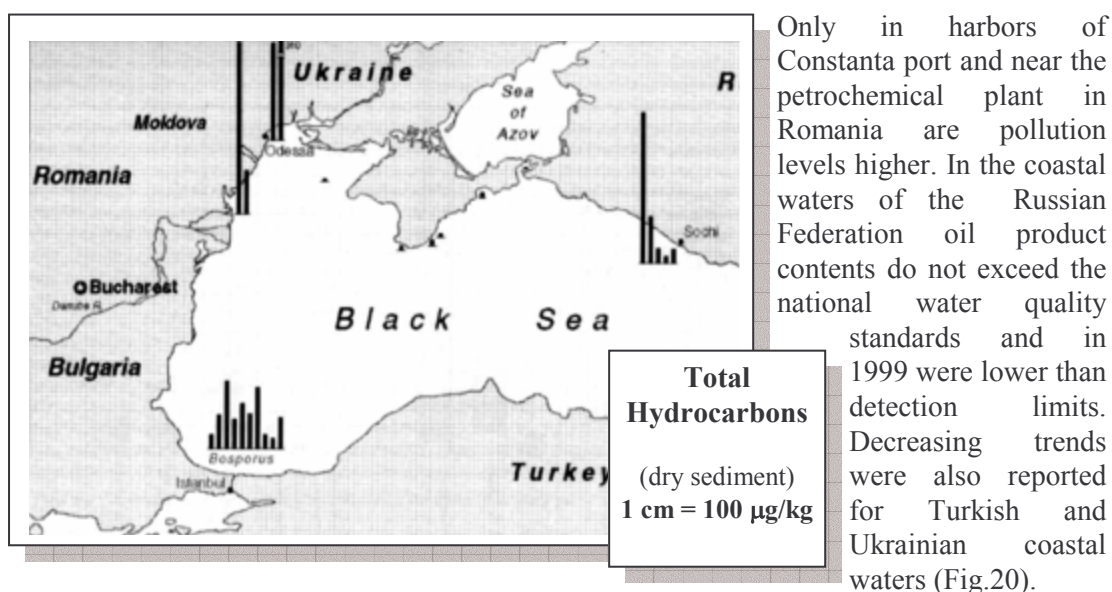 Only in harbors of
Constanta port and near the
petrochemical plant in
Romania are pollution
levels higher. In the coastal
waters of the Russian
Federation oil product
contents do not exceed the
national water quality
standards and in
1999 were lower than
detection limits.
Decreasing trends
were also reported
for Turkish and
Ukrainian coastal
waters (Fig.20).
Ukraine
R
Sea
of
Azov
Moldova
Odessa
Romania
Sochi
Bucharest
Danube R.
Black Sea
Bulgaria
Bosporus
Istanbul
Turkey
Total
Hydrocarbons
(dry sediment)
1 cm = 100 µg/kg